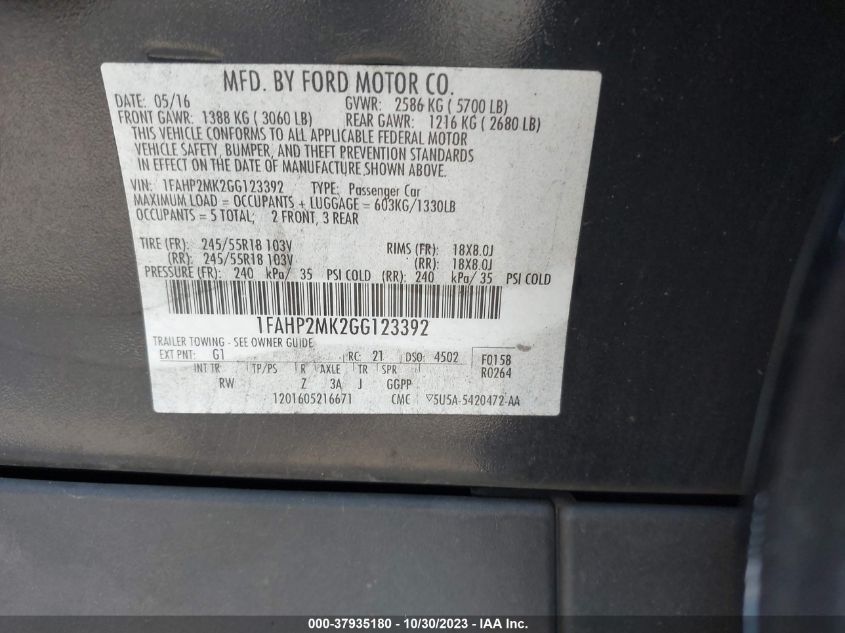 MFD. BY FORD MOTOR CO.
DATE: 05/16 GVWR: 2586 KG ( 5700 LB)
FRONT GAWR: 1388 KG ( 3060 LB) REAR GAWR: 1216 KG ( 2680 LB)
THIS VEHICLE CONFORMS TO ALL APPLICABLE FEDERAL MOTOR
VEHICLE SAFETY, BUMPER, AND THEFT PREVENTION STANDARDS
IN EFFECT ON THE DATE OF MANUFACTURE SHOWN ABOVE.
VIN: 1FAHP2MK2GG123392 TYPE: Passenger Car
MAXIMUM LOAD = OCCUPANTS + LUGGAGE = 603KG/1330LB
OCCUPANTS = 5 TOTAL; 2 FRONT, 3 REAR
TIRE (FR): 245/55R18 103V RIMS (FR): 18X8.0J
(RR): 245/55R18 103V (RR): 18X8.0J
PRESSURE (FR): 240 kPa/ 35 PSI COLD (RR): 240 kPa/ 35 PSI COLD
1FAHP2MK2GG123392
TRAILER TOWING - SEE OWNER GUIDE
EXT PNT: G1 RC: 21 DSO: 4502 F0158
INT TR TP/PS R AXLE TR SPR R0264
RW Z 3A J GGPP
1201605216671 CMC ▽5U5A-5420472-AA
000-37935180 - 10/30/2023 - Copyright © 2023 IAA, LLC. All Rights Reserved.